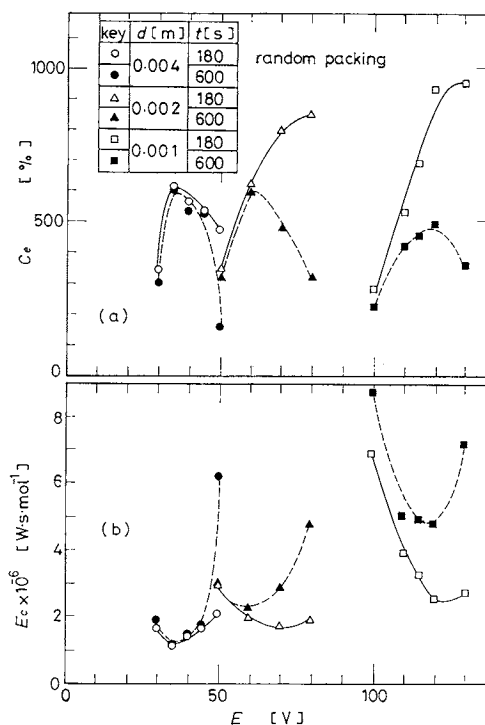 key d [m] t [s]
0.004 180
600
0.002 180
600
0.001 180
600
random packing
1000
500
0
Ce [%]
(a)
8
6
4
2
0
Ec×10⁻⁶ [W·s·mol⁻¹]
(b)
0 50 100
E [V]